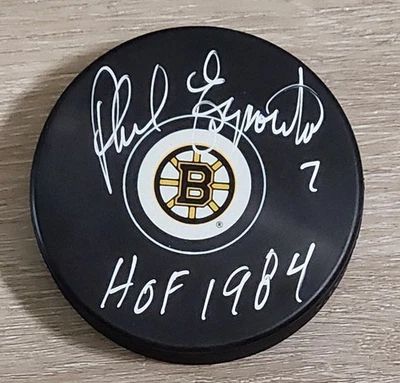 Phil Esposito
7
B
HOF 1984